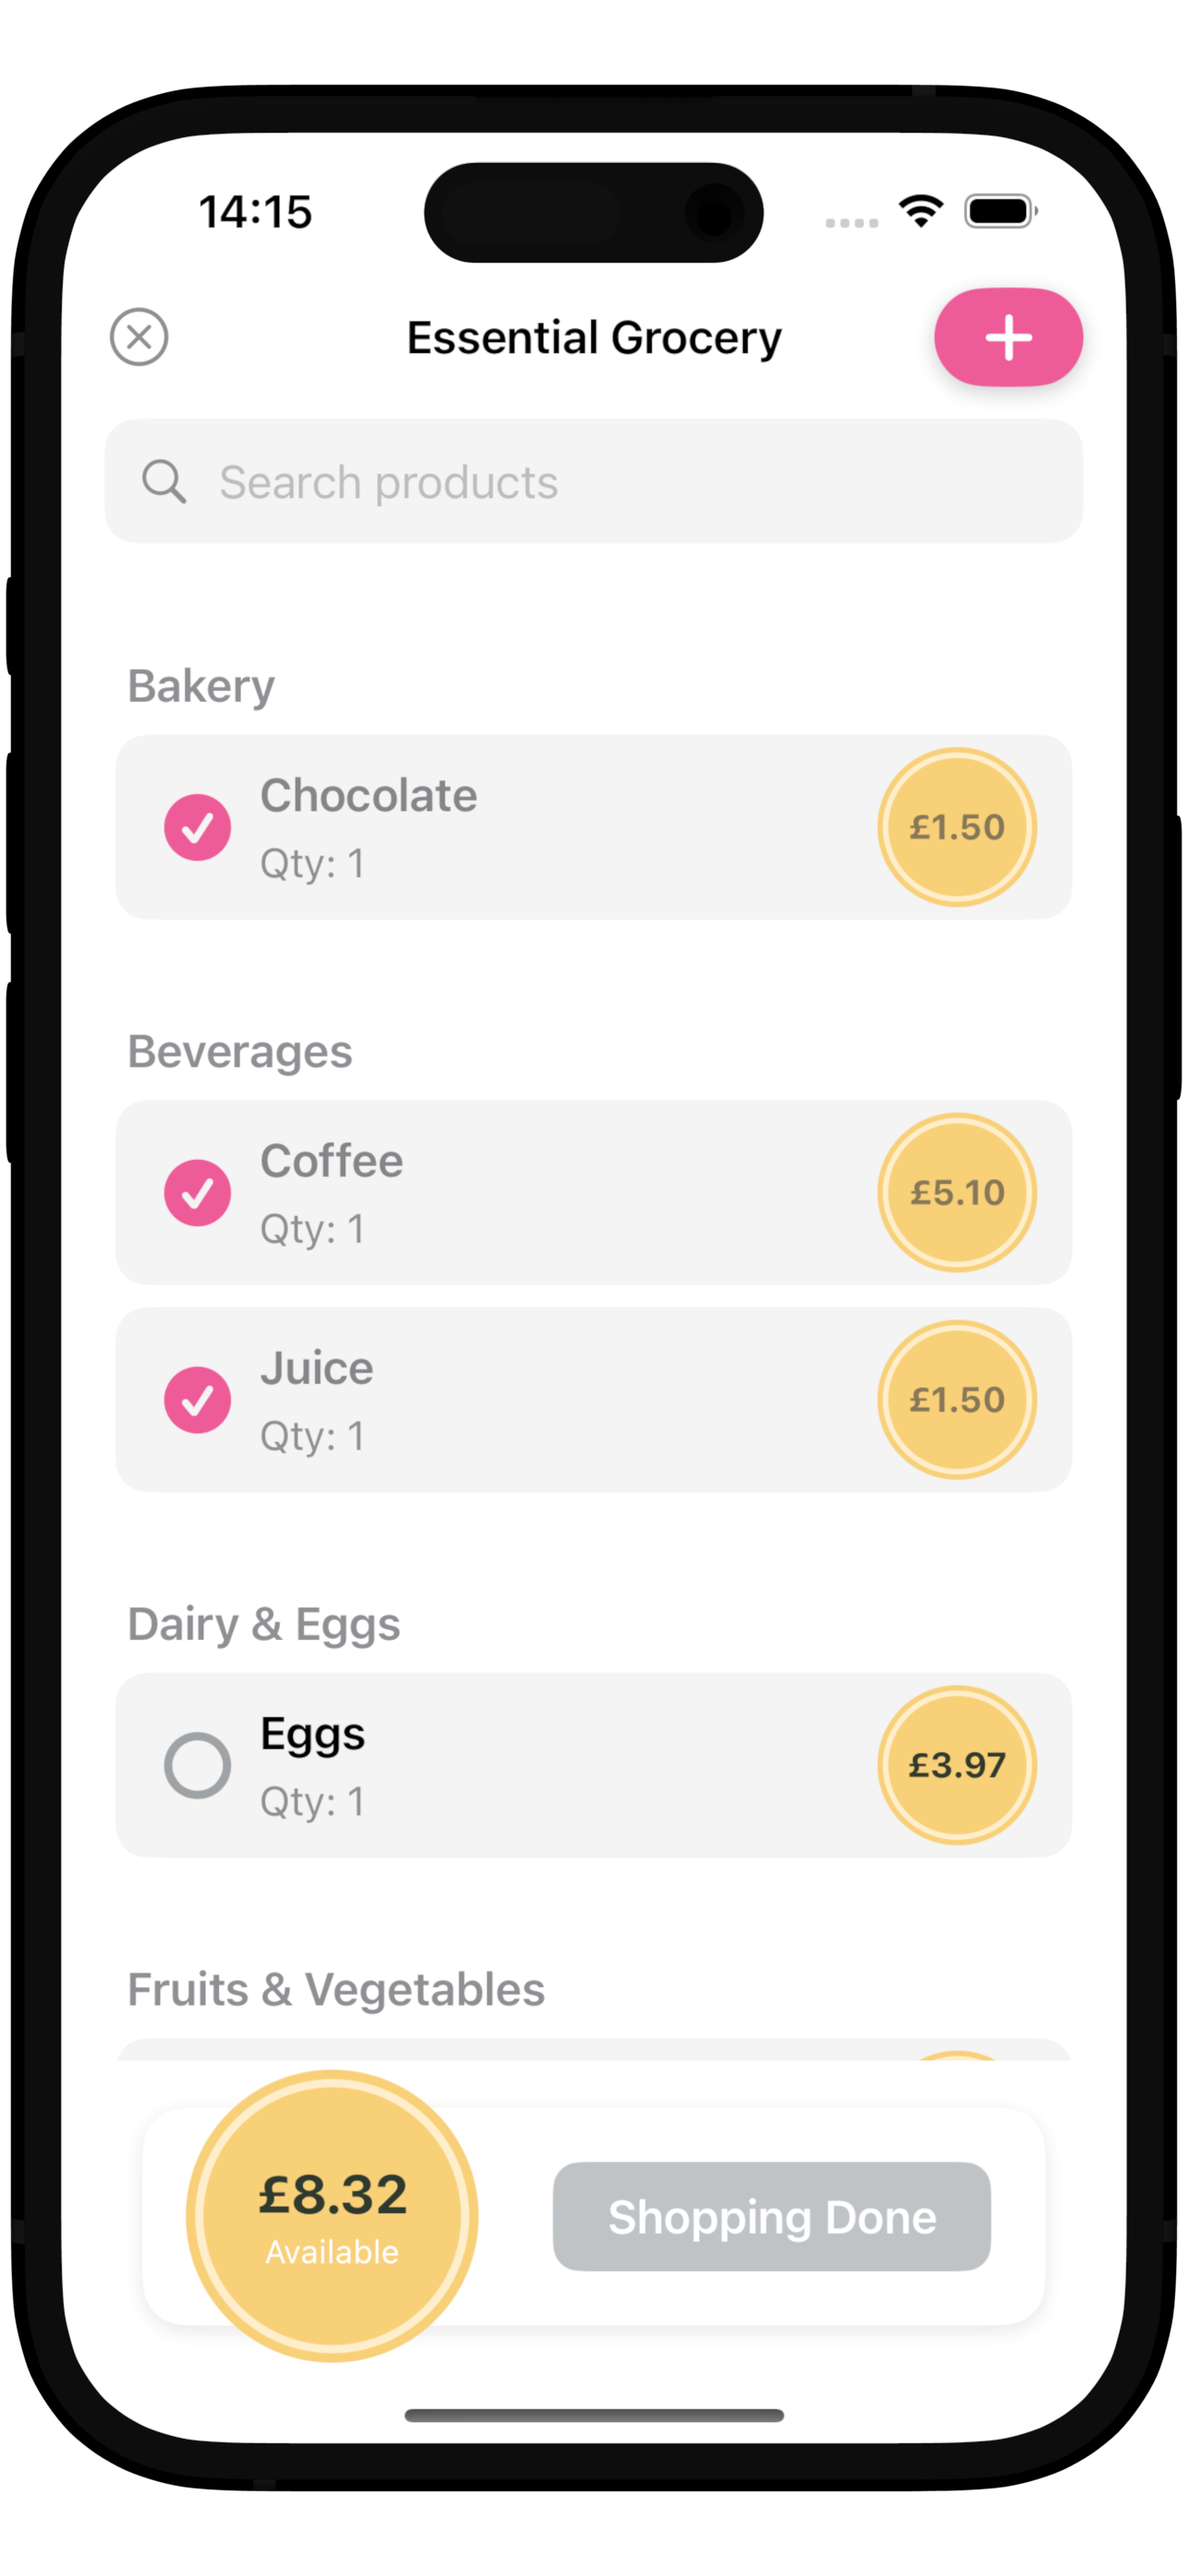 14:15
Essential Grocery
Search products
Bakery
Chocolate
Qty: 1
£1.50
Beverages
Coffee
Qty: 1
£5.10
Juice
Qty: 1
£1.50
Dairy & Eggs
Eggs
Qty: 1
£3.97
Fruits & Vegetables
£8.32
Available
Shopping Done